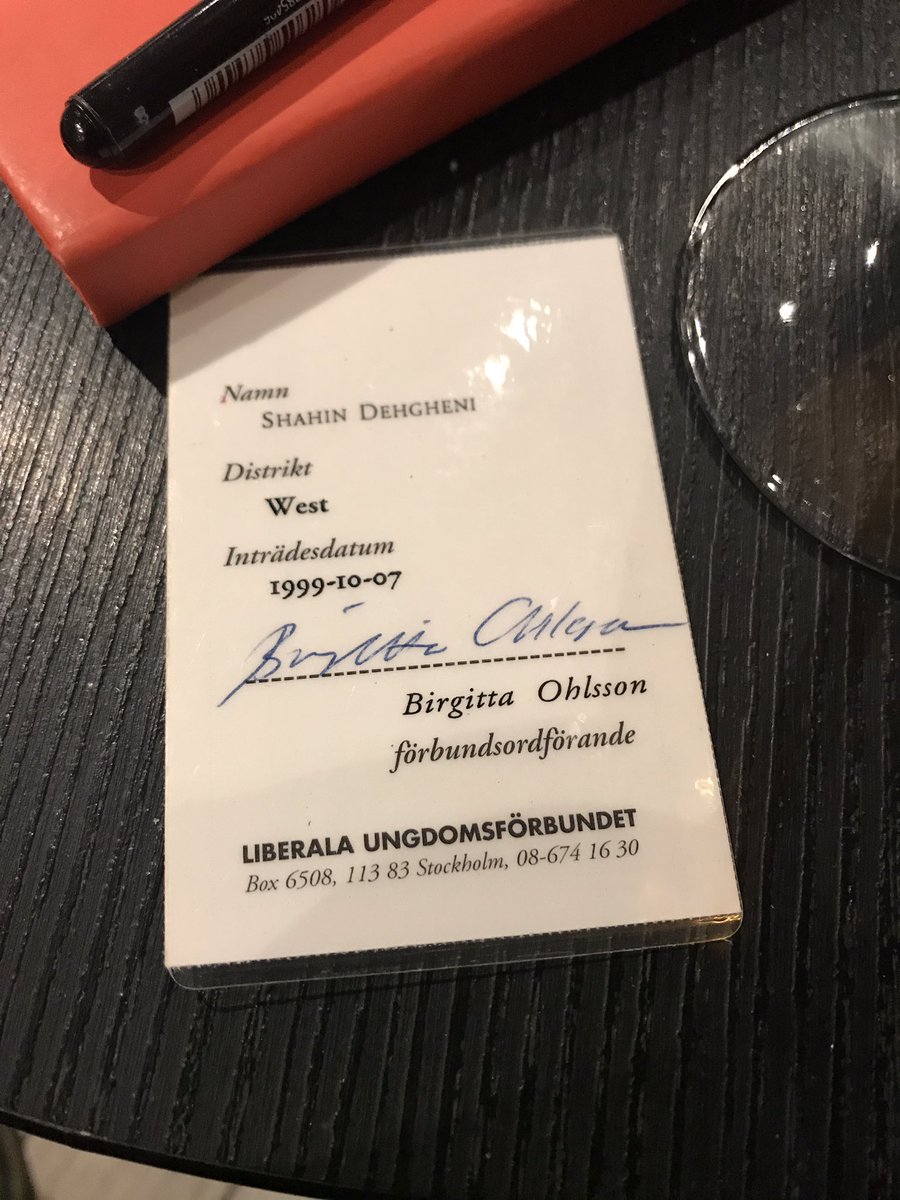 Namn
SHAHIN DEHGHENI
Distrikt
West
Inträdesdatum
1999-10-07
Birgitta Ohlsson
Birgitta Ohlsson
förbundsordförande
LIBERALA UNGDOMSFÖRBUNDET
Box 6508, 113 83 Stockholm, 08-674 16 30